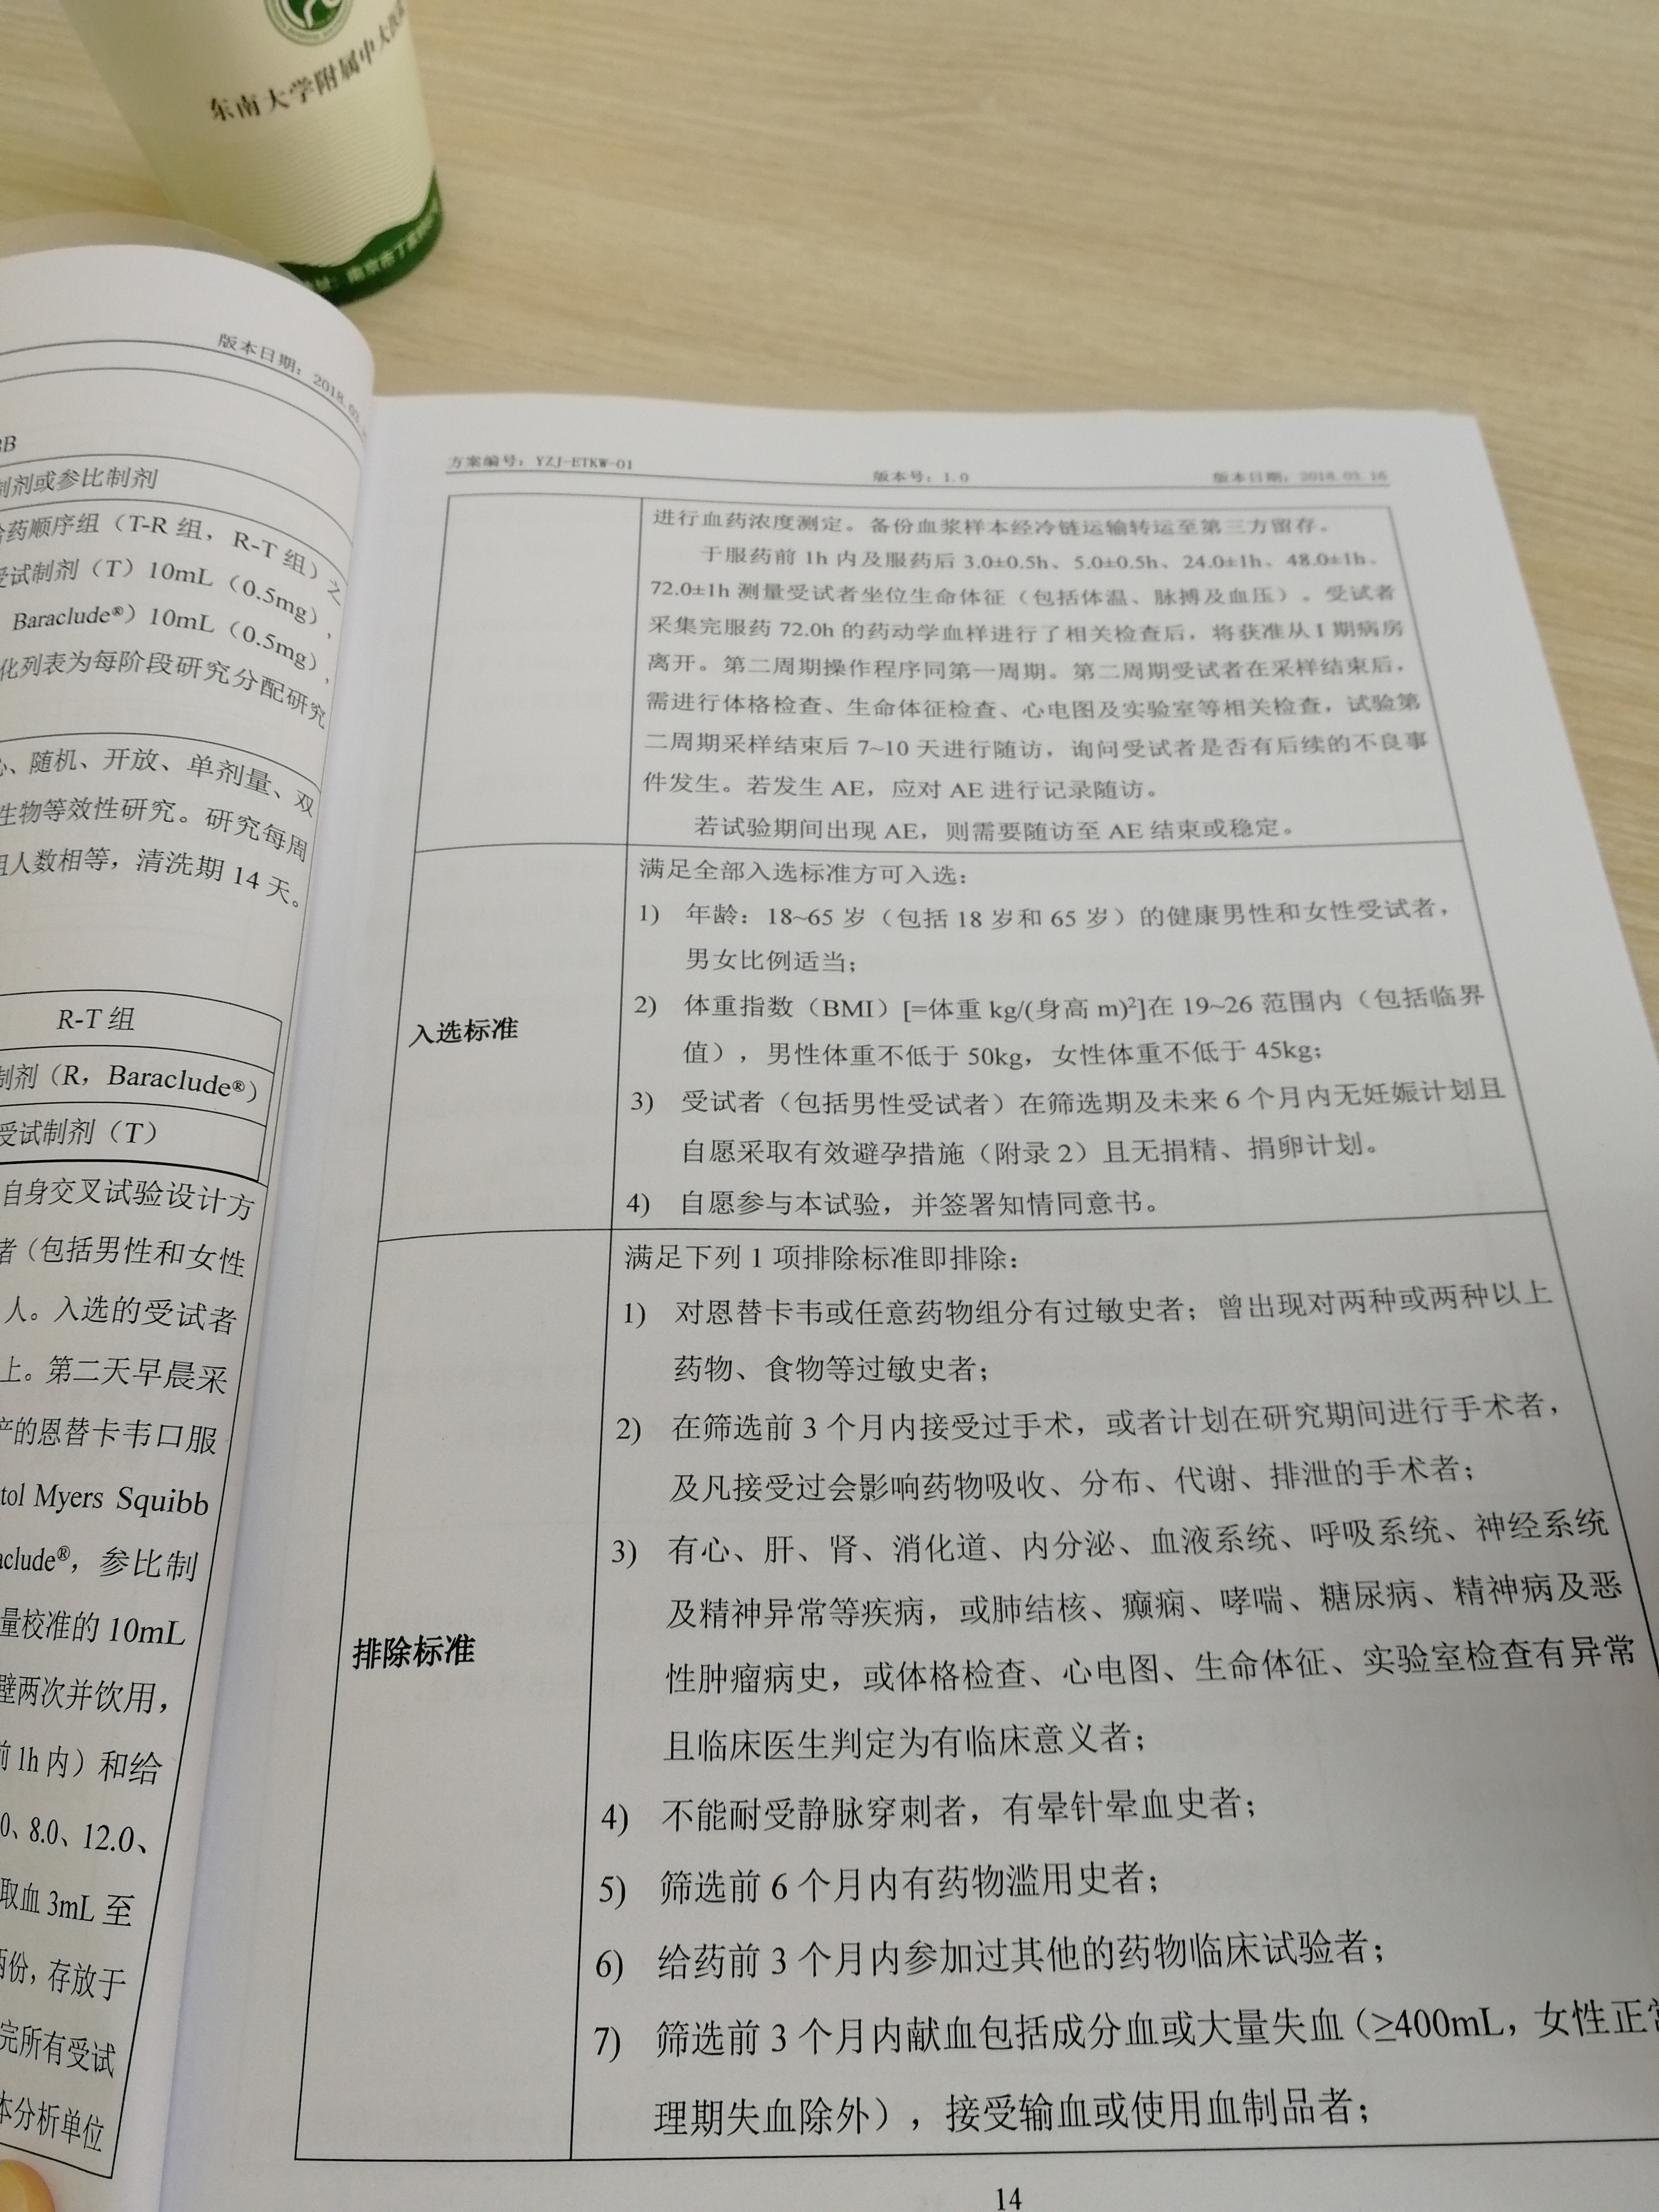 东南大学附属中大医
南京市丁家桥
版本日期：2018.03.
制剂或参比制剂
药顺序组（T-R 组，R-T 组）之
受试制剂（T）10mL（0.5mg），
Baraclude®）10mL（0.5mg），
化列表为每阶段研究分配研究
、随机、开放、单剂量、双
生物等效性研究。研究每周
组人数相等，清洗期 14 天。
R-T 组
制剂（R，Baraclude®）
受试制剂（T）
自身交叉试验设计方
者（包括男性和女性
人。入选的受试者
上。第二天早晨采
产的恩替卡韦口服
tol Myers Squibb
aclude®，参比制
量校准的 10mL
壁两次并饮用，
前 1h 内）和给
0、8.0、12.0、
取血 3mL 至
两份，存放于
完所有受试
本分析单位
方案编号：YZJ-ETKW-01
版本号：1.0
版本日期：2018.03.16
进行血药浓度测定。备份血浆样本经冷链运输转运至第三方留存。
于服药前 1h 内及服药后 3.0±0.5h、5.0±0.5h、24.0±1h、48.0±1h、
72.0±1h 测量受试者坐位生命体征（包括体温、脉搏及血压）。受试者
采集完服药 72.0h 的药动学血样进行了相关检查后，将获准从 I 期病房
离开。第二周期操作程序同第一周期。第二周期受试者在采样结束后，
需进行体格检查、生命体征检查、心电图及实验室等相关检查，试验第
二周期采样结束后 7~10 天进行随访，询问受试者是否有后续的不良事
件发生。若发生 AE，应对 AE 进行记录随访。
若试验期间出现 AE，则需要随访至 AE 结束或稳定。
入选标准
满足全部入选标准方可入选：
1) 年龄：18~65 岁（包括 18 岁和 65 岁）的健康男性和女性受试者，
男女比例适当；
2) 体重指数（BMI）[=体重 kg/(身高 m)²]在 19~26 范围内（包括临界
值），男性体重不低于 50kg，女性体重不低于 45kg；
3) 受试者（包括男性受试者）在筛选期及未来 6 个月内无妊娠计划且
自愿采取有效避孕措施（附录 2）且无捐精、捐卵计划。
4) 自愿参与本试验，并签署知情同意书。
排除标准
满足下列 1 项排除标准即排除：
1) 对恩替卡韦或任意药物组分有过敏史者；曾出现对两种或两种以上
药物、食物等过敏史者；
2) 在筛选前 3 个月内接受过手术，或者计划在研究期间进行手术者，
及凡接受过会影响药物吸收、分布、代谢、排泄的手术者；
3) 有心、肝、肾、消化道、内分泌、血液系统、呼吸系统、神经系统
及精神异常等疾病，或肺结核、癫痫、哮喘、糖尿病、精神病及恶
性肿瘤病史，或体格检查、心电图、生命体征、实验室检查有异常
且临床医生判定为有临床意义者；
4) 不能耐受静脉穿刺者，有晕针晕血史者；
5) 筛选前 6 个月内有药物滥用史者；
6) 给药前 3 个月内参加过其他的药物临床试验者；
7) 筛选前 3 个月内献血包括成分血或大量失血（≥400mL，女性正常
理期失血除外），接受输血或使用血制品者；
14